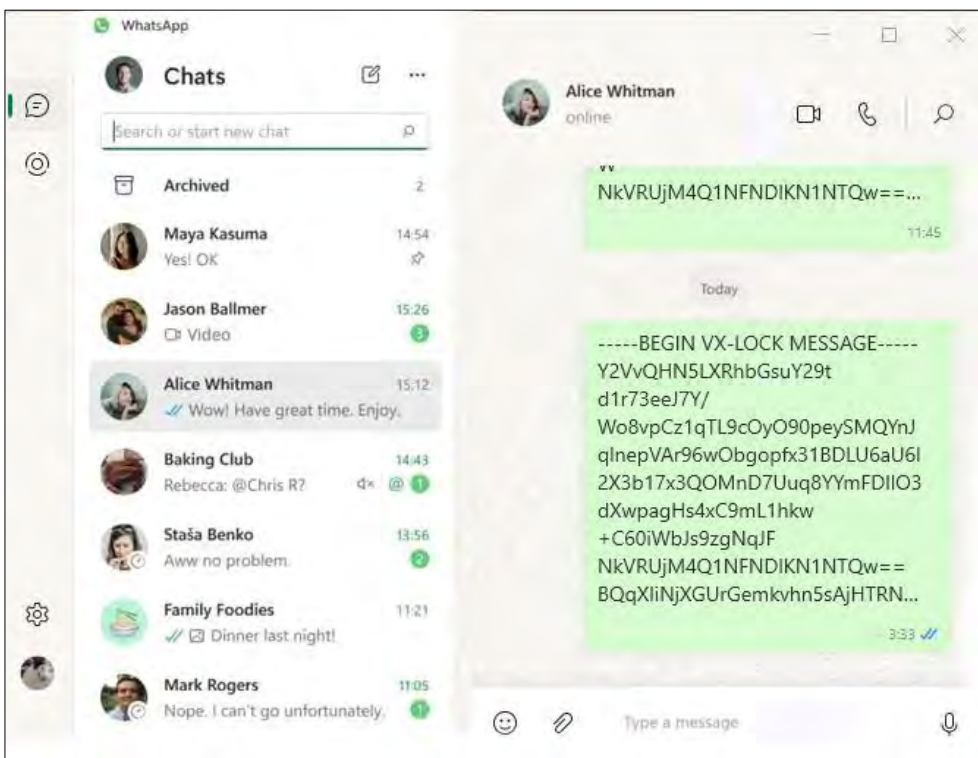 WhatsApp
Chats
Search or start new chat
Archived 2
Maya Kasuma 14:54
Yes! OK
Jason Ballmer 15:26
Video 3
Alice Whitman 15:12
Wow! Have great time. Enjoy.
Baking Club 14:43
Rebecca: @Chris R? @ 1
Staša Benko 13:56
Aww no problem. 2
Family Foodies 11:21
Dinner last night!
Mark Rogers 11:05
Nope. I can't go unfortunately. 1
Alice Whitman
online
NkVRUjM4Q1NFNDIKN1NTQw==...
11:45
Today
-----BEGIN VX-LOCK MESSAGE-----
Y2VvQHN5LXRhbGsuY29t
d1r73eeJ7Y/
Wo8vpCz1qTL9cOyO90peySMQYnJ
qlnepVAr96wObgopfx31BDLU6aU6l
2X3b17x3QOMnD7Uuq8YYmFDIlO3
dXwpagHs4xC9mL1hkw
+C60iWbJs9zgNqJF
NkVRUjM4Q1NFNDIKN1NTQw==
BQqXliNjXGUrGemkvhn5sAjHTRN...
3:33
Type a message